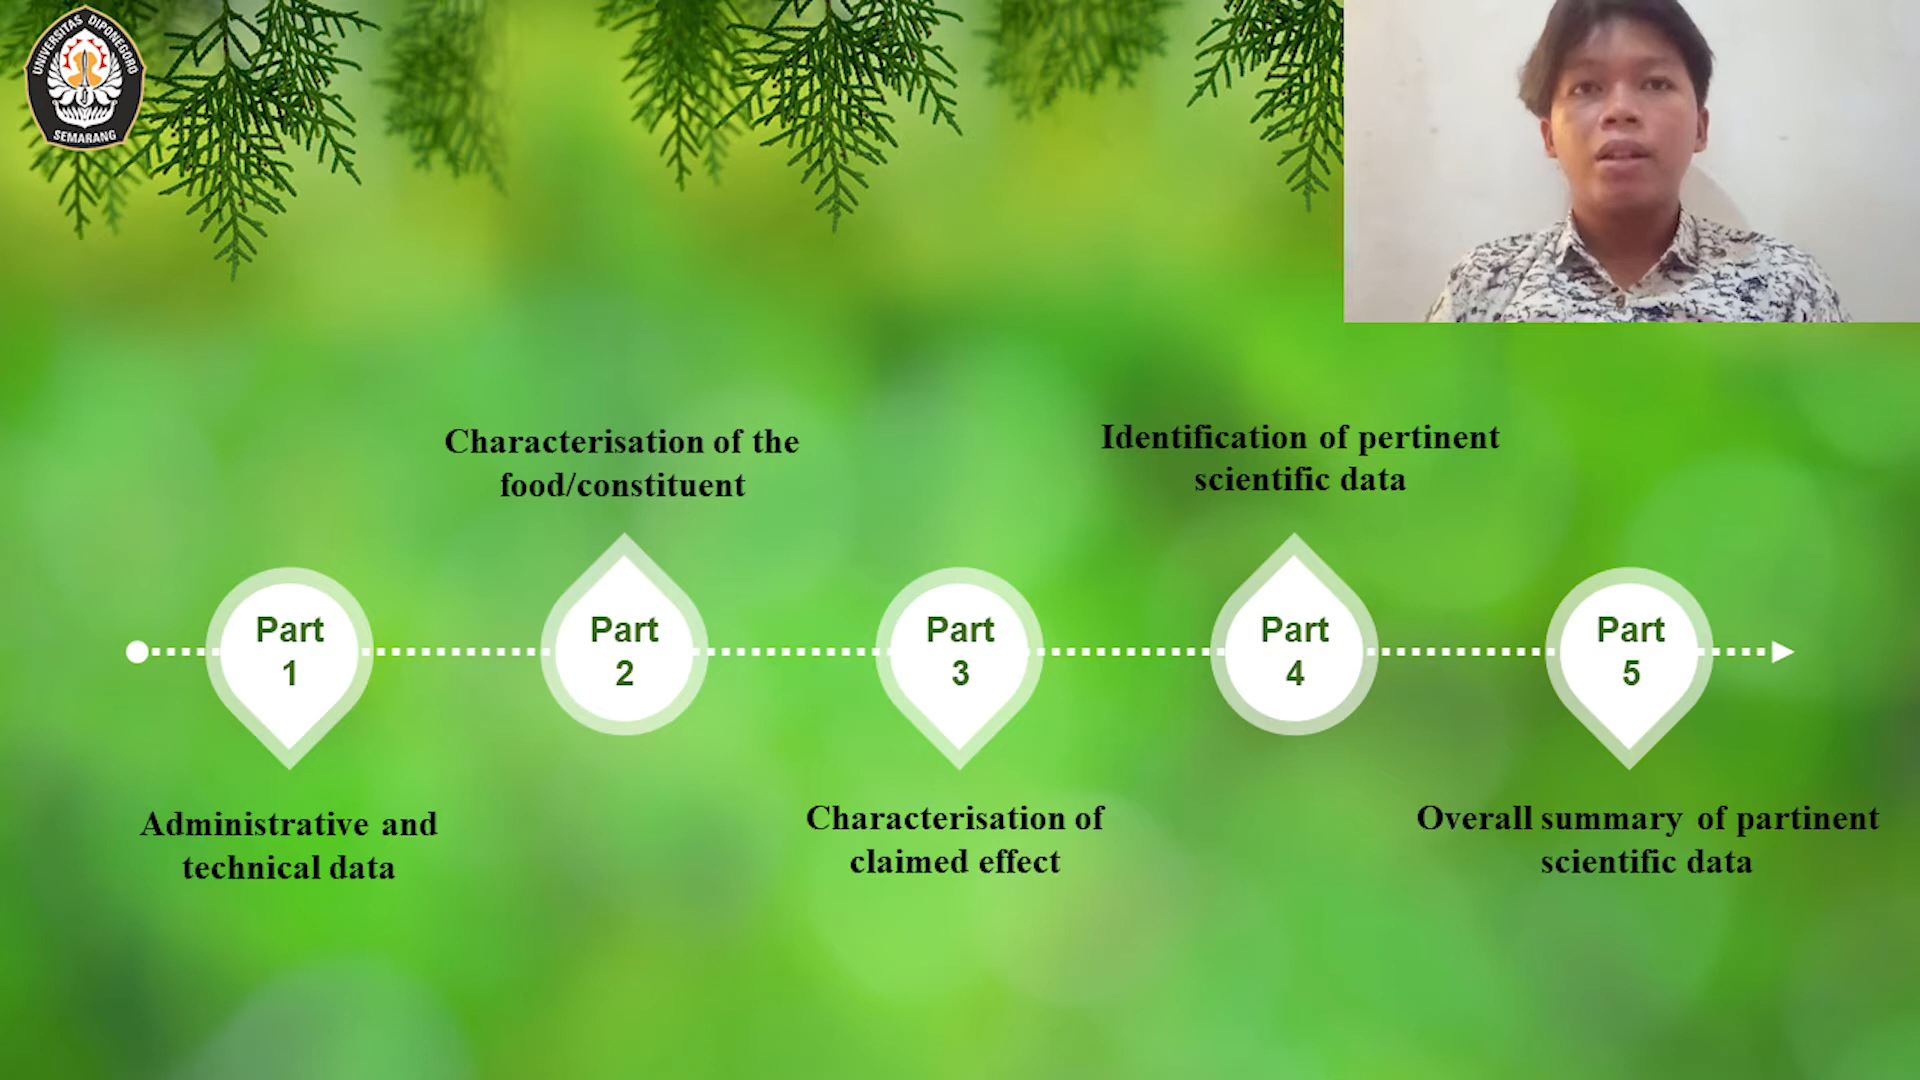 UNIVERSITAS DIPONEGORO
SEMARANG
Characterisation of the
food/constituent
Identification of pertinent
scientific data
Part
1
Part
2
Part
3
Part
4
Part
5
Administrative and
technical data
Characterisation of
claimed effect
Overall summary of partinent
scientific data